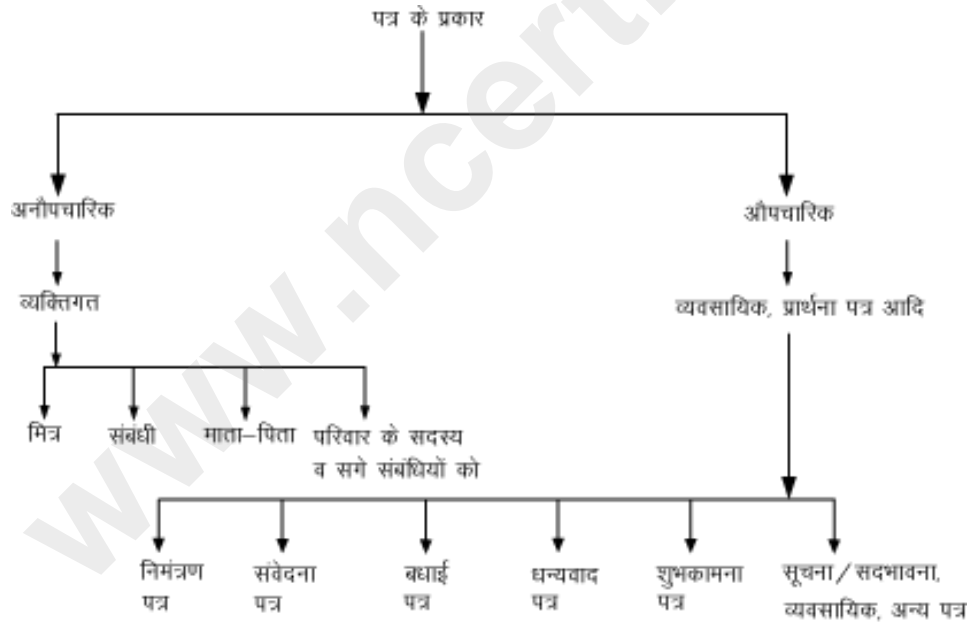 पत्र के प्रकार
अनौपचारिक
औपचारिक
व्यक्तिगत
व्यवसायिक, प्रार्थना पत्र आदि
मित्र
संबंधी
माता–पिता
परिवार के सदस्य
व सगे संबंधियों को
निमंत्रण
पत्र
संवेदना
पत्र
बधाई
पत्र
धन्यवाद
पत्र
शुभकामना
पत्र
सूचना/सदभावना,
व्यवसायिक, अन्य पत्र
www.ncert